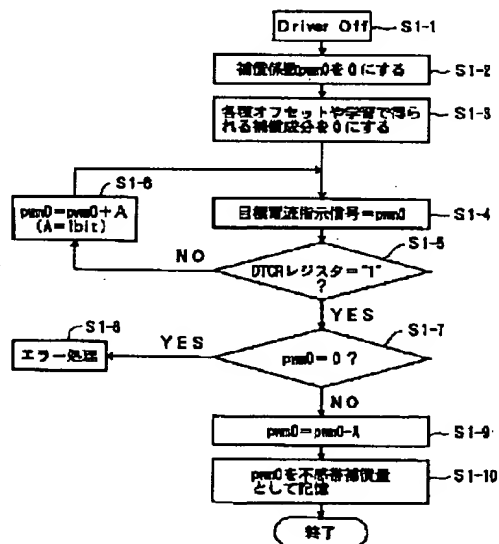 Driver Off
S1-1
補償係数pwm0を0にする
S1-2
各種オフセットや学習で得ら
れる補償成分を0にする
S1-3
S1-6
pwm0=pwm0+A
(A=1bit)
目標電流指示信号=pwm0
S1-4
NO
S1-5
DTCRレジスター="1"
?
YES
S1-8
エラー処理
YES
S1-7
pwm0=0?
NO
pwm0=pwm0-A
S1-9
pwm0を不感帯補償量
として記憶
S1-10
終了